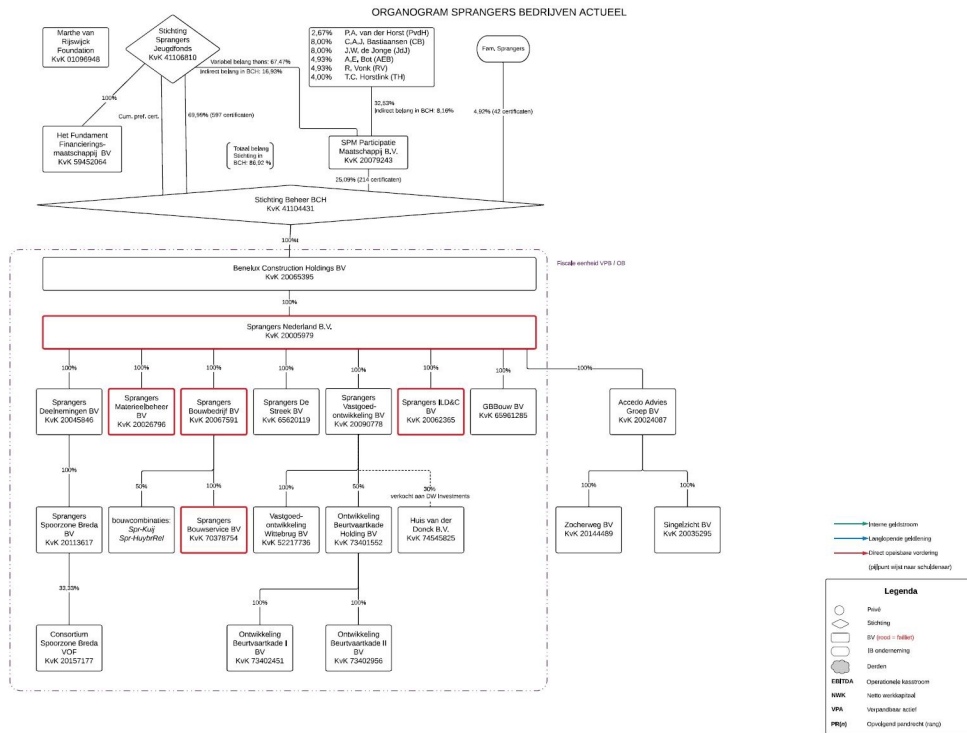 ORGANOGRAM SPRANGERS BEDRIJVEN ACTUEEL
Marthe van
Rijswijck
Foundation
KvK 01096948
Stichting
Sprangers
Jeugdfonds
KvK 41106810
2,67% P.A. van der Horst (PvdH)
8,00% C.A.J. Bastiaansen (CB)
8,00% J.W. de Jonge (JdJ)
4,93% A.E. Bot (AEB)
4,93% R. Vonk (RV)
4,00% T.C. Horstink (TH)
Fam. Sprangers
Variabel belang thans: 67,47%
Indirect belang in BCH: 16,93%
100%
Cum. pref. cert.
69,99% (597 certificaten)
32,53%
Indirect belang in BCH: 8,16%
4,92% (42 certificaten)
Het Fundament
Financierings-
maatschappij BV
KvK 59452064
Totaal belang
Stichting in
BCH: 86,92 %
SPM Participatie
Maatschappij B.V.
KvK 20079243
25,09% (214 certificaten)
Stichting Beheer BCH
KvK 41104431
100%
Benelux Construction Holdings BV
KvK 20065395
Fiscale eenheid VPB / OB
100%
Sprangers Nederland B.V.
KvK 20005979
100% 100% 100% 100% 100% 100% 100% 100%
Sprangers
Deelnemingen BV
KvK 20045846
Sprangers
Materieelbeheer
BV
KvK 20026796
Sprangers
Bouwbedrijf BV
KvK 20067591
Sprangers De
Streek BV
KvK 65620119
Sprangers
Vastgoed-
ontwikkeling BV
KvK 20090778
Sprangers ILD&C
BV
KvK 20062365
GBBouw BV
KvK 65961285
Accedo Advies
Groep BV
KvK 20024087
100% 50% 100% 100% 50% 30%
verkocht aan DW Investments
100% 100%
Sprangers
Spoorzone Breda
BV
KvK 20113617
bouwcombinaties:
Spr-Kuij
Spr-HuybrRel
Sprangers
Bouwservice BV
KvK 70378754
Vastgoed-
ontwikkeling
Wittebrug BV
KvK 52217736
Ontwikkeling
Beurtvaartkade
Holding BV
KvK 73401552
Huis van der
Donck B.V.
KvK 74545825
Zocherweg BV
KvK 20144489
Singelzicht BV
KvK 20035295
33,33% 100% 100%
Consortium
Spoorzone Breda
VOF
KvK 20157177
Ontwikkeling
Beurtvaartkade I
BV
KvK 73402451
Ontwikkeling
Beurtvaartkade II
BV
KvK 73402956
Interne geldstroom
Langlopende geldlening
Direct opeisbare vordering
(pijlpunt wijst naar schuldenaar)
Legenda
Privé
Stichting
BV (rood = failliet)
IB onderneming
Derden
EBITDA Operationele kasstroom
NWK Netto werkkapitaal
VPA Verpandbaar actief
PR(n) Opvolgend pandrecht (rang)